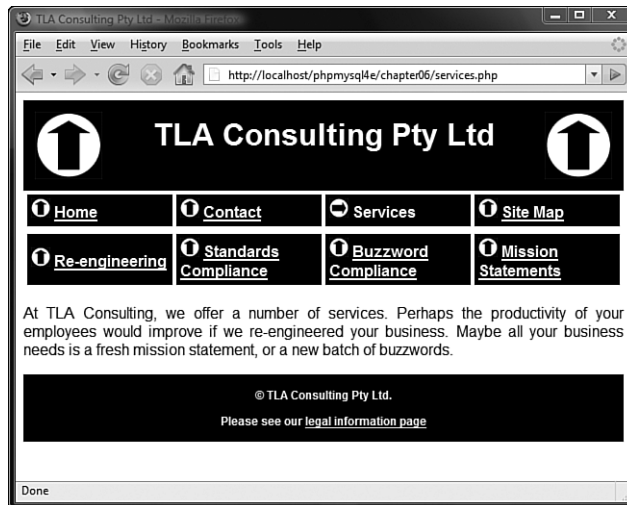 TLA Consulting Pty Ltd - Mozilla Firefox
File Edit View History Bookmarks Tools Help
http://localhost/phpmysql4e/chapter06/services.php
TLA Consulting Pty Ltd
Home Contact Services Site Map
Re-engineering Standards Compliance Buzzword Compliance Mission Statements
At TLA Consulting, we offer a number of services. Perhaps the productivity of your
employees would improve if we re-engineered your business. Maybe all your business
needs is a fresh mission statement, or a new batch of buzzwords.
© TLA Consulting Pty Ltd.
Please see our legal information page
Done